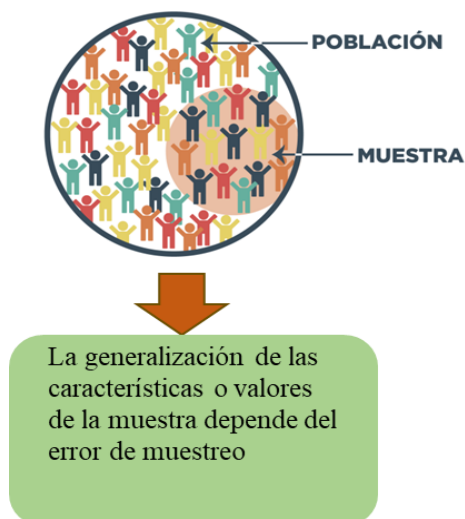 POBLACIÓN
MUESTRA
La generalización de las
características o valores
de la muestra depende del
error de muestreo